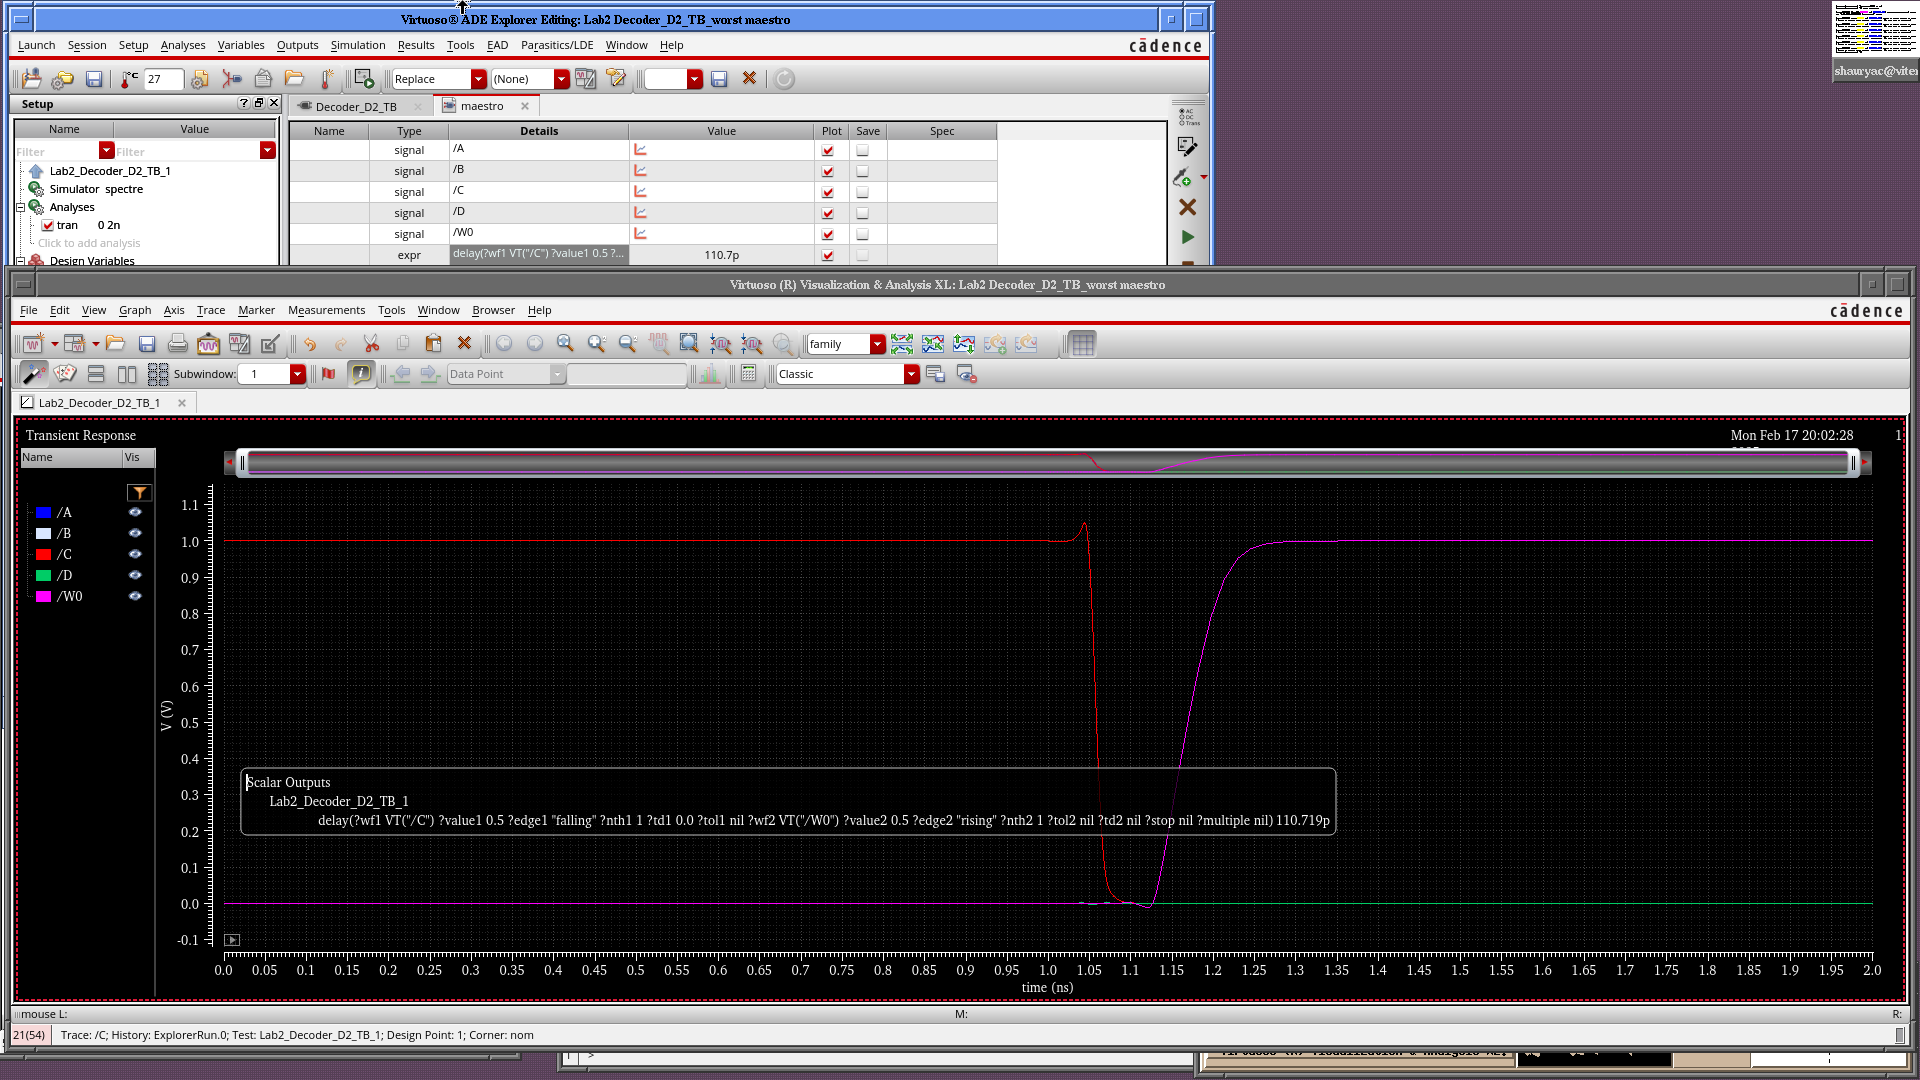 Virtuoso® ADE Explorer Editing: Lab2 Decoder_D2_TB_worst maestro
Launch Session Setup Analyses Variables Outputs Simulation Results Tools EAD Parasitics/LDE Window Help
cādence
27 Replace (None)
Setup
Name Value
Filter Filter
Lab2_Decoder_D2_TB_1
Simulator spectre
Analyses
tran 0 2n
Click to add analysis
Design Variables
Decoder_D2_TB maestro
Name Type Details Value Plot Save Spec
signal /A
signal /B
signal /C
signal /D
signal /W0
expr delay(?wf1 VT("/C") ?value1 0.5 ?... 110.7p
AC
DC
Trans
shauryac@vite
Virtuoso (R) Visualization & Analysis XL: Lab2 Decoder_D2_TB_worst maestro
File Edit View Graph Axis Trace Marker Measurements Tools Window Browser Help
cādence
family
Subwindow: 1 Data Point Classic
Lab2_Decoder_D2_TB_1
Transient Response
Mon Feb 17 20:02:28
1
Name Vis
/A
/B
/C
/D
/W0
V (V)
1.1
1.0
0.9
0.8
0.7
0.6
0.5
0.4
0.3
0.2
0.1
0.0
-0.1
Scalar Outputs
Lab2_Decoder_D2_TB_1
delay(?wf1 VT("/C") ?value1 0.5 ?edge1 "falling" ?nth1 1 ?td1 0.0 ?tol1 nil ?wf2 VT("/W0") ?value2 0.5 ?edge2 "rising" ?nth2 1 ?tol2 nil ?td2 nil ?stop nil ?multiple nil) 110.719p
0.0 0.05 0.1 0.15 0.2 0.25 0.3 0.35 0.4 0.45 0.5 0.55 0.6 0.65 0.7 0.75 0.8 0.85 0.9 0.95 1.0 1.05 1.1 1.15 1.2 1.25 1.3 1.35 1.4 1.45 1.5 1.55 1.6 1.65 1.7 1.75 1.8 1.85 1.9 1.95 2.0
time (ns)
mouse L: M: R:
21(54) Trace: /C; History: ExplorerRun.0; Test: Lab2_Decoder_D2_TB_1; Design Point: 1; Corner: nom
1 >